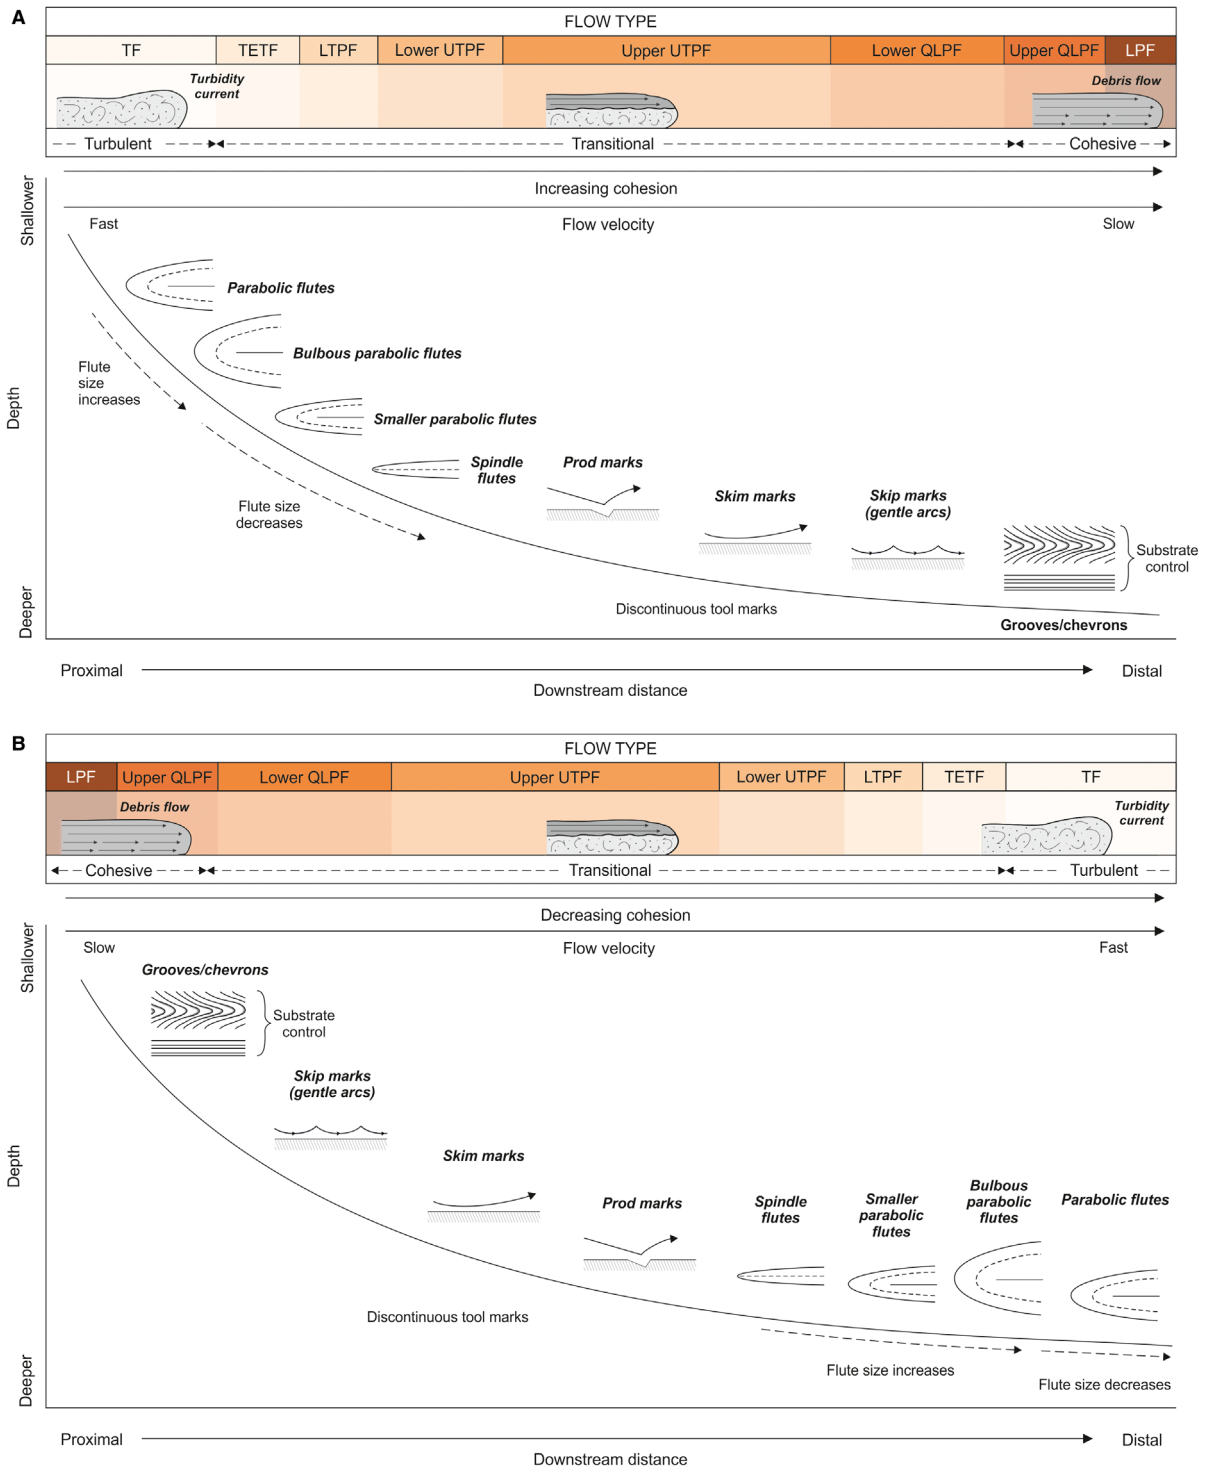 A
FLOW TYPE
TF TETF LTPF Lower UTPF Upper UTPF Lower QLPF Upper QLPF LPF
Turbidity
current
Debris flow
Turbulent Transitional Cohesive
Increasing cohesion
Fast Flow velocity Slow
Shallower
Depth
Deeper
Parabolic flutes
Bulbous parabolic flutes
Flute
size
increases
Smaller parabolic flutes
Spindle
flutes
Prod marks
Skim marks
Skip marks
(gentle arcs)
Flute size
decreases
Substrate
control
Discontinuous tool marks
Grooves/chevrons
Proximal Distal
Downstream distance
B
FLOW TYPE
LPF Upper QLPF Lower QLPF Upper UTPF Lower UTPF LTPF TETF TF
Debris flow
Turbidity
current
Cohesive Transitional Turbulent
Decreasing cohesion
Slow Flow velocity Fast
Shallower
Depth
Deeper
Grooves/chevrons
Substrate
control
Skip marks
(gentle arcs)
Skim marks
Prod marks
Spindle
flutes
Smaller
parabolic
flutes
Bulbous
parabolic
flutes
Parabolic flutes
Discontinuous tool marks
Flute size increases
Flute size decreases
Proximal Distal
Downstream distance